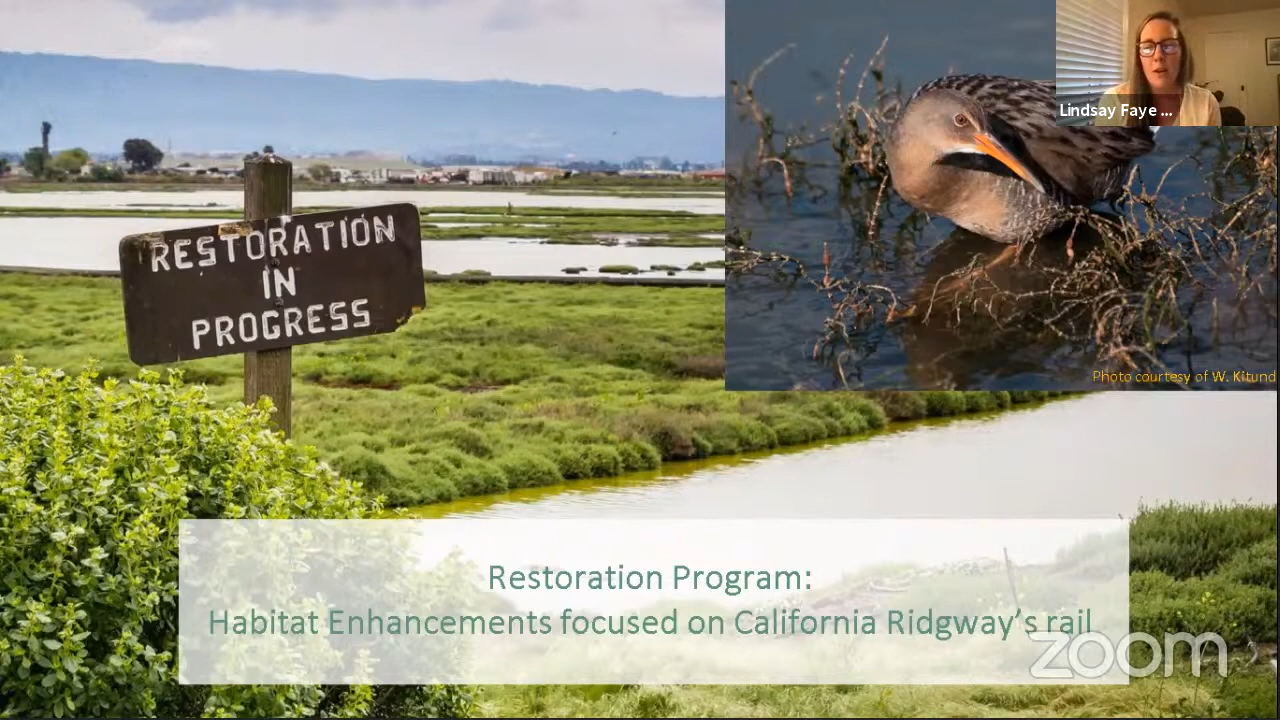 Lindsay Faye ...
RESTORATION
IN
PROGRESS
Photo courtesy of W. Kitund
Restoration Program:
Habitat Enhancements focused on California Ridgway's rail
zoom